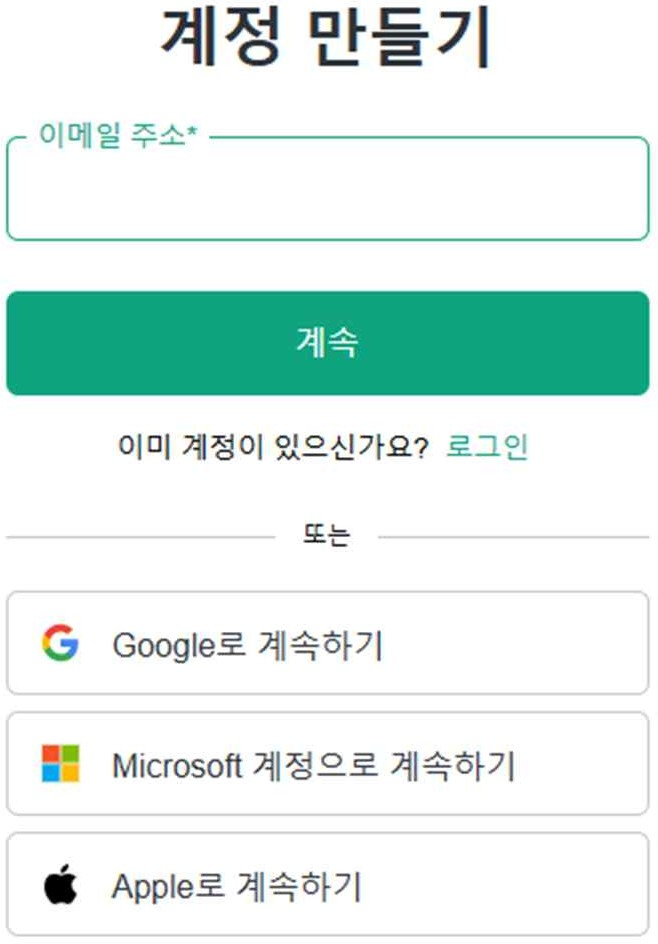 계정 만들기
이메일 주소*
계속
이미 계정이 있으신가요? 로그인
또는
Google로 계속하기
Microsoft 계정으로 계속하기
Apple로 계속하기